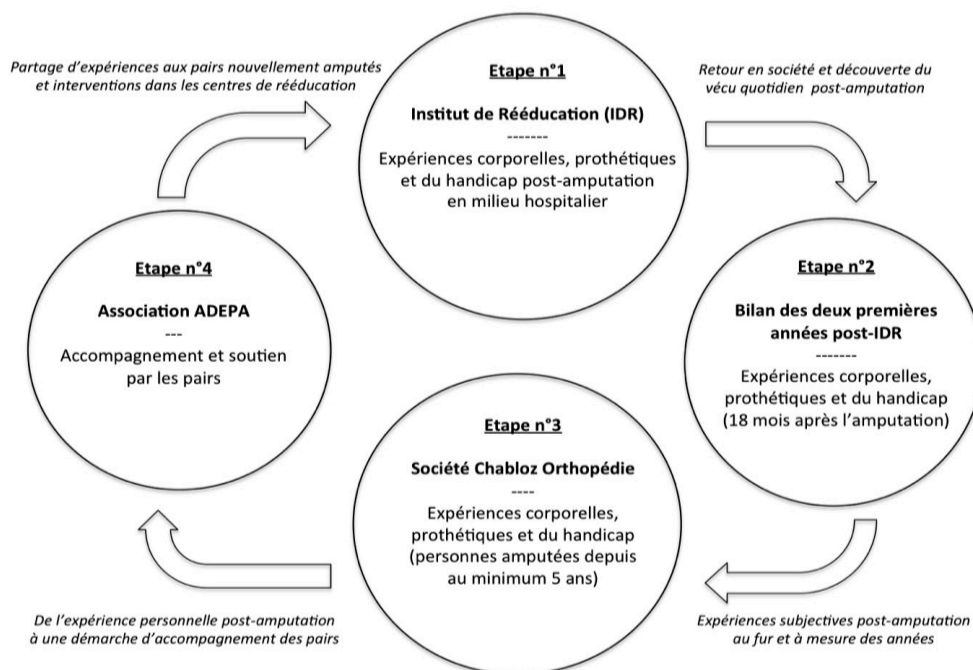 Partage d'expériences aux pairs nouvellement amputés
et interventions dans les centres de rééducation
Etape n°1
Institut de Rééducation (IDR)
-------
Expériences corporelles, prothétiques
et du handicap post-amputation
en milieu hospitalier
Retour en société et découverte du
vécu quotidien post-amputation
Etape n°2
Bilan des deux premières
années post-IDR
-------
Expériences corporelles,
prothétiques et du handicap
(18 mois après l'amputation)
Expériences subjectives post-amputation
au fur et à mesure des années
Etape n°3
Société Chabloz Orthopédie
----
Expériences corporelles,
prothétiques et du handicap
(personnes amputées depuis
au minimum 5 ans)
De l'expérience personnelle post-amputation
à une démarche d'accompagnement des pairs
Etape n°4
Association ADEPA
---
Accompagnement et soutien
par les pairs